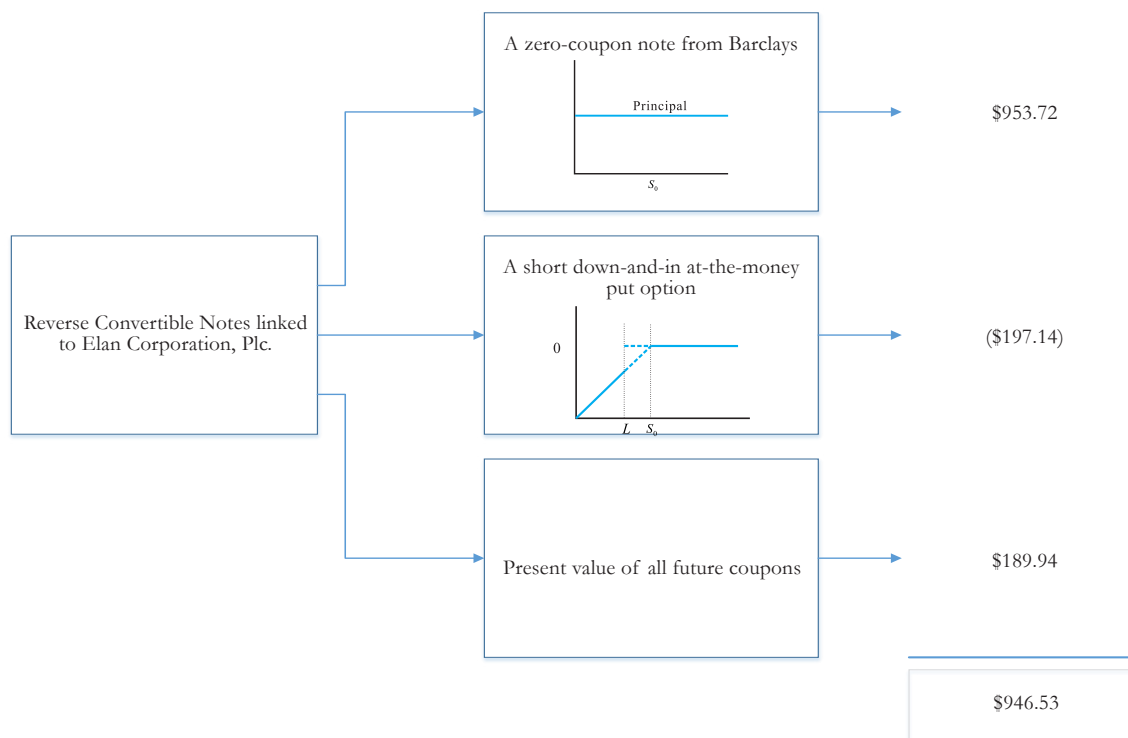 A zero-coupon note from Barclays
Principal
S₀
$953.72
Reverse Convertible Notes linked
to Elan Corporation, Plc.
A short down-and-in at-the-money
put option
0
L S₀
($197.14)
Present value of all future coupons
$189.94
$946.53